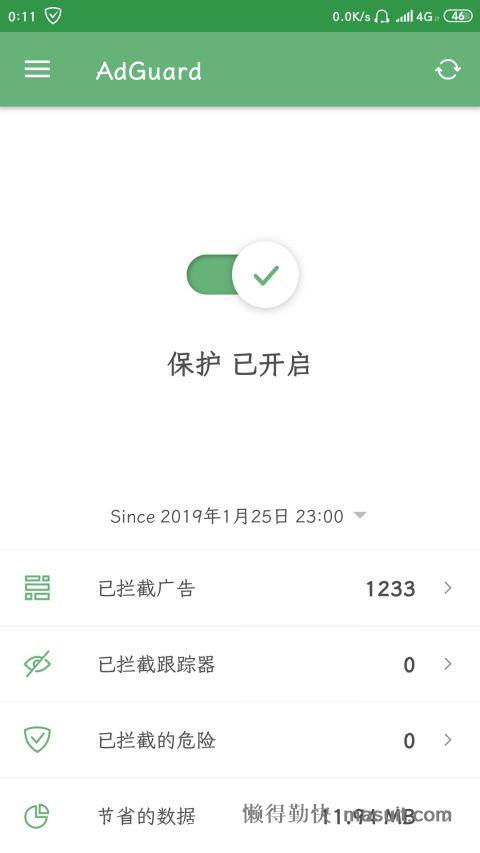 0:11 0.0K/s 4G 46
AdGuard
保护 已开启
Since 2019年1月25日 23:00
已拦截广告 1233
已拦截跟踪器 0
已拦截的危险 0
节省的数据 11.94 MB
懒得勤快 masuit.com